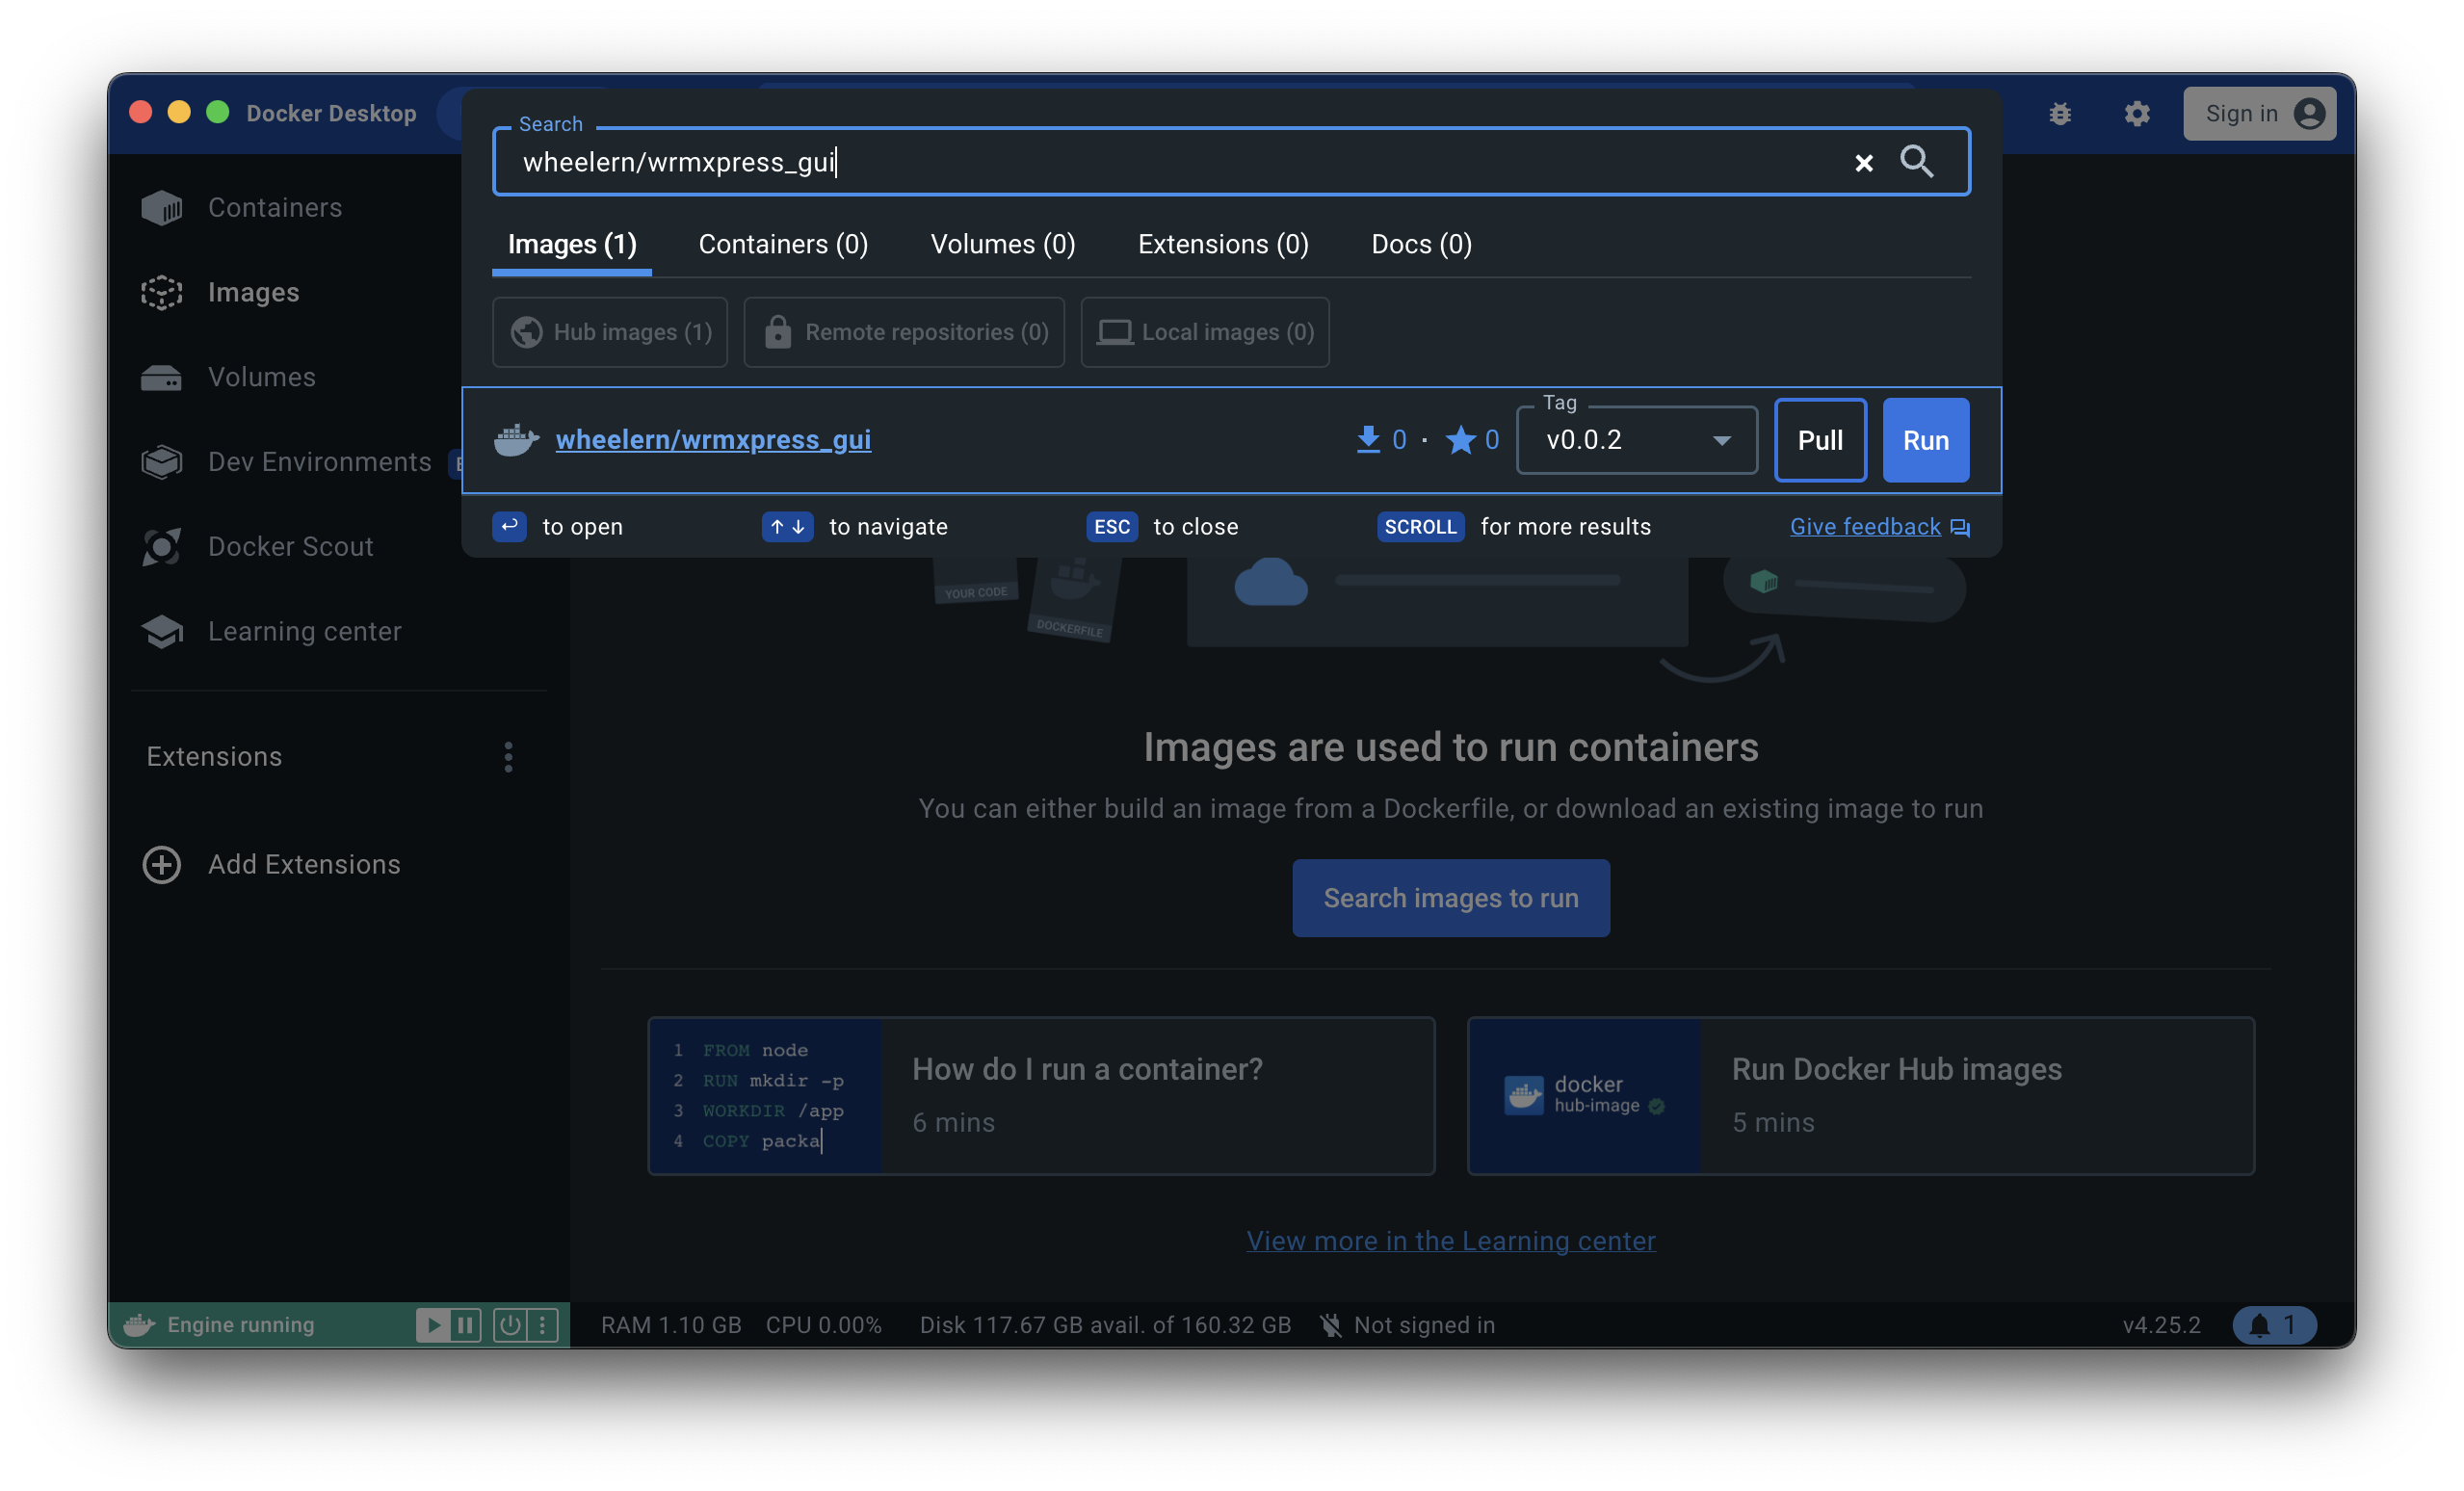 Docker Desktop
Sign in
Search
wheelern/wrmxpress_gui
Images (1)
Containers (0)
Volumes (0)
Extensions (0)
Docs (0)
Hub images (1)
Remote repositories (0)
Local images (0)
wheelern/wrmxpress_gui
0 · 0
Tag
v0.0.2
Pull
Run
to open
to navigate
ESC to close
SCROLL for more results
Give feedback
Containers
Images
Volumes
Dev Environments
Docker Scout
Learning center
Extensions
Add Extensions
YOUR CODE
DOCKERFILE
Images are used to run containers
You can either build an image from a Dockerfile, or download an existing image to run
Search images to run
1 FROM node
2 RUN mkdir -p
3 WORKDIR /app
4 COPY packa
How do I run a container?
6 mins
docker
hub-image
Run Docker Hub images
5 mins
View more in the Learning center
Engine running
RAM 1.10 GB CPU 0.00% Disk 117.67 GB avail. of 160.32 GB Not signed in
v4.25.2
1